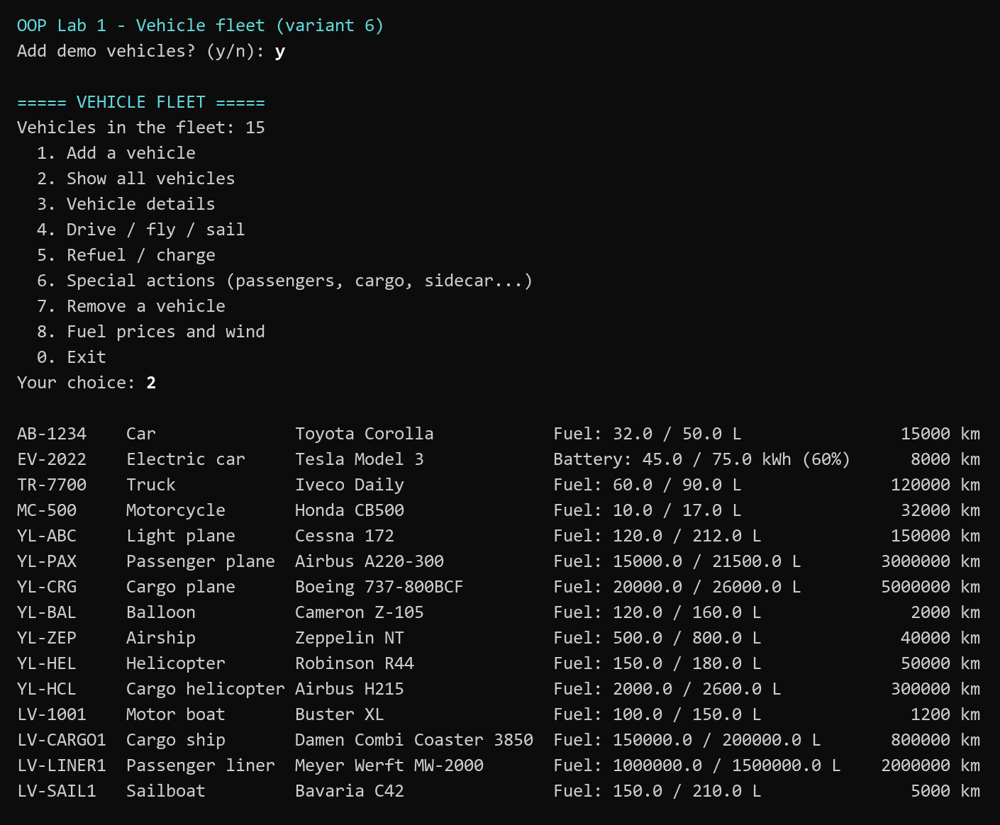 OOP Lab 1 - Vehicle fleet (variant 6)
Add demo vehicles? (y/n): y
===== VEHICLE FLEET =====
Vehicles in the fleet: 15
1. Add a vehicle
2. Show all vehicles
3. Vehicle details
4. Drive / fly / sail
5. Refuel / charge
6. Special actions (passengers, cargo, sidecar...)
7. Remove a vehicle
8. Fuel prices and wind
0. Exit
Your choice: 2
AB-1234 Car Toyota Corolla Fuel: 32.0 / 50.0 L 15000 km
EV-2022 Electric car Tesla Model 3 Battery: 45.0 / 75.0 kWh (60%) 8000 km
TR-7700 Truck Iveco Daily Fuel: 60.0 / 90.0 L 120000 km
MC-500 Motorcycle Honda CB500 Fuel: 10.0 / 17.0 L 32000 km
YL-ABC Light plane Cessna 172 Fuel: 120.0 / 212.0 L 150000 km
YL-PAX Passenger plane Airbus A220-300 Fuel: 15000.0 / 21500.0 L 3000000 km
YL-CRG Cargo plane Boeing 737-800BCF Fuel: 20000.0 / 26000.0 L 5000000 km
YL-BAL Balloon Cameron Z-105 Fuel: 120.0 / 160.0 L 2000 km
YL-ZEP Airship Zeppelin NT Fuel: 500.0 / 800.0 L 40000 km
YL-HEL Helicopter Robinson R44 Fuel: 150.0 / 180.0 L 50000 km
YL-HCL Cargo helicopter Airbus H215 Fuel: 2000.0 / 2600.0 L 300000 km
LV-1001 Motor boat Buster XL Fuel: 100.0 / 150.0 L 1200 km
LV-CARGO1 Cargo ship Damen Combi Coaster 3850 Fuel: 150000.0 / 200000.0 L 800000 km
LV-LINER1 Passenger liner Meyer Werft MW-2000 Fuel: 1000000.0 / 1500000.0 L 2000000 km
LV-SAIL1 Sailboat Bavaria C42 Fuel: 150.0 / 210.0 L 5000 km